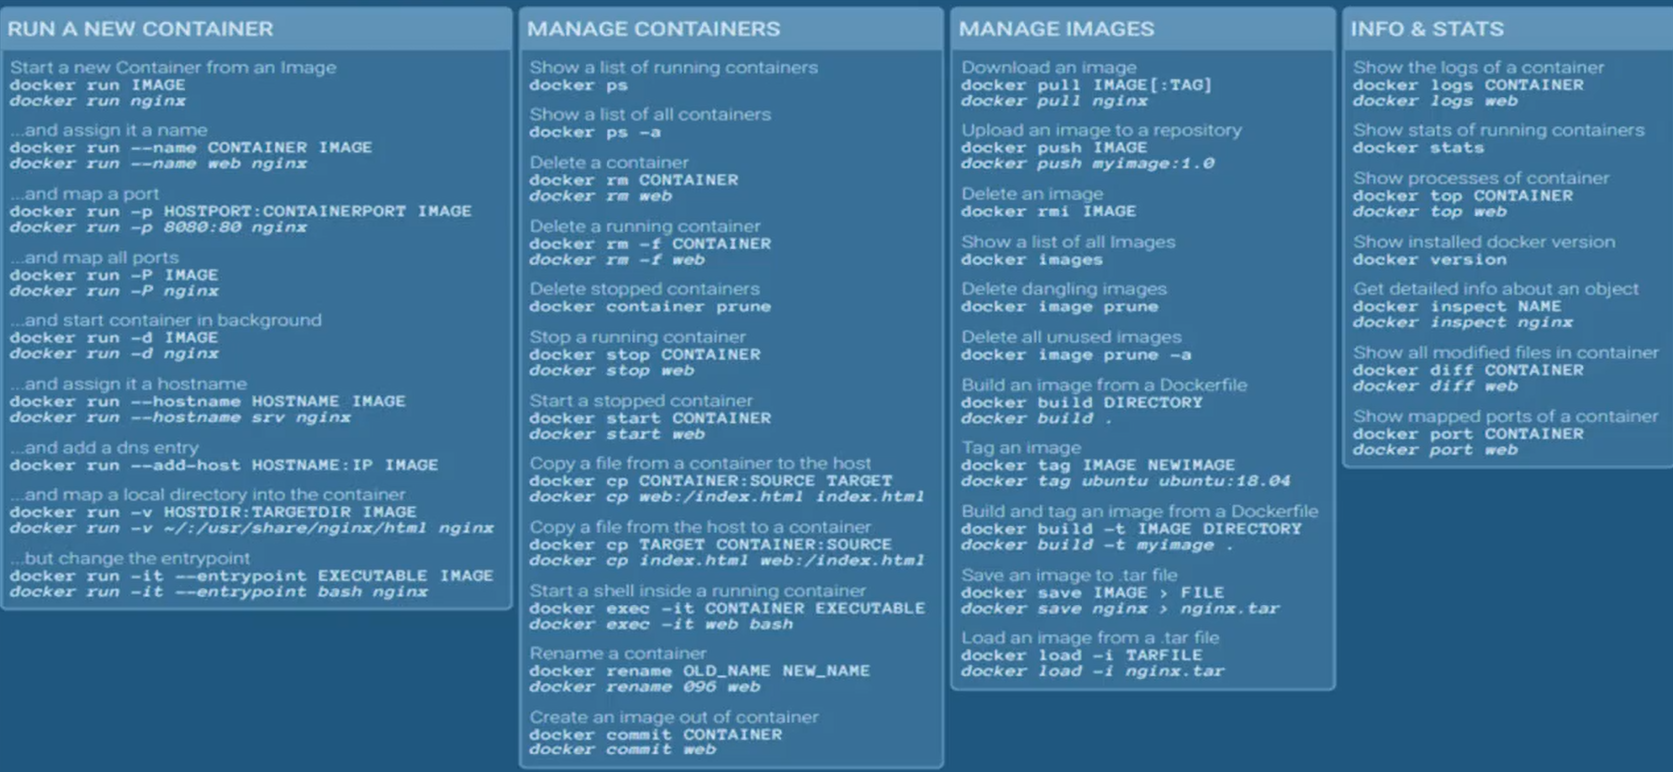 RUN A NEW CONTAINER
Start a new Container from an Image
docker run IMAGE
docker run nginx
...and assign it a name
docker run --name CONTAINER IMAGE
docker run --name web nginx
...and map a port
docker run -p HOSTPORT:CONTAINERPORT IMAGE
docker run -p 8080:80 nginx
...and map all ports
docker run -P IMAGE
docker run -P nginx
...and start container in background
docker run -d IMAGE
docker run -d nginx
...and assign it a hostname
docker run --hostname HOSTNAME IMAGE
docker run --hostname srv nginx
...and add a dns entry
docker run --add-host HOSTNAME:IP IMAGE
...and map a local directory into the container
docker run -v HOSTDIR:TARGETDIR IMAGE
docker run -v ~/:/usr/share/nginx/html nginx
...but change the entrypoint
docker run -it --entrypoint EXECUTABLE IMAGE
docker run -it --entrypoint bash nginx
MANAGE CONTAINERS
Show a list of running containers
docker ps
Show a list of all containers
docker ps -a
Delete a container
docker rm CONTAINER
docker rm web
Delete a running container
docker rm -f CONTAINER
docker rm -f web
Delete stopped containers
docker container prune
Stop a running container
docker stop CONTAINER
docker stop web
Start a stopped container
docker start CONTAINER
docker start web
Copy a file from a container to the host
docker cp CONTAINER:SOURCE TARGET
docker cp web:/index.html index.html
Copy a file from the host to a container
docker cp TARGET CONTAINER:SOURCE
docker cp index.html web:/index.html
Start a shell inside a running container
docker exec -it CONTAINER EXECUTABLE
docker exec -it web bash
Rename a container
docker rename OLD_NAME NEW_NAME
docker rename 096 web
Create an image out of container
docker commit CONTAINER
docker commit web
MANAGE IMAGES
Download an image
docker pull IMAGE[:TAG]
docker pull nginx
Upload an image to a repository
docker push IMAGE
docker push myimage:1.0
Delete an image
docker rmi IMAGE
Show a list of all Images
docker images
Delete dangling images
docker image prune
Delete all unused images
docker image prune -a
Build an image from a Dockerfile
docker build DIRECTORY
docker build .
Tag an image
docker tag IMAGE NEWIMAGE
docker tag ubuntu ubuntu:18.04
Build and tag an image from a Dockerfile
docker build -t IMAGE DIRECTORY
docker build -t myimage .
Save an image to .tar file
docker save IMAGE > FILE
docker save nginx > nginx.tar
Load an image from a .tar file
docker load -i TARFILE
docker load -i nginx.tar
INFO & STATS
Show the logs of a container
docker logs CONTAINER
docker logs web
Show stats of running containers
docker stats
Show processes of container
docker top CONTAINER
docker top web
Show installed docker version
docker version
Get detailed info about an object
docker inspect NAME
docker inspect nginx
Show all modified files in container
docker diff CONTAINER
docker diff web
Show mapped ports of a container
docker port CONTAINER
docker port web